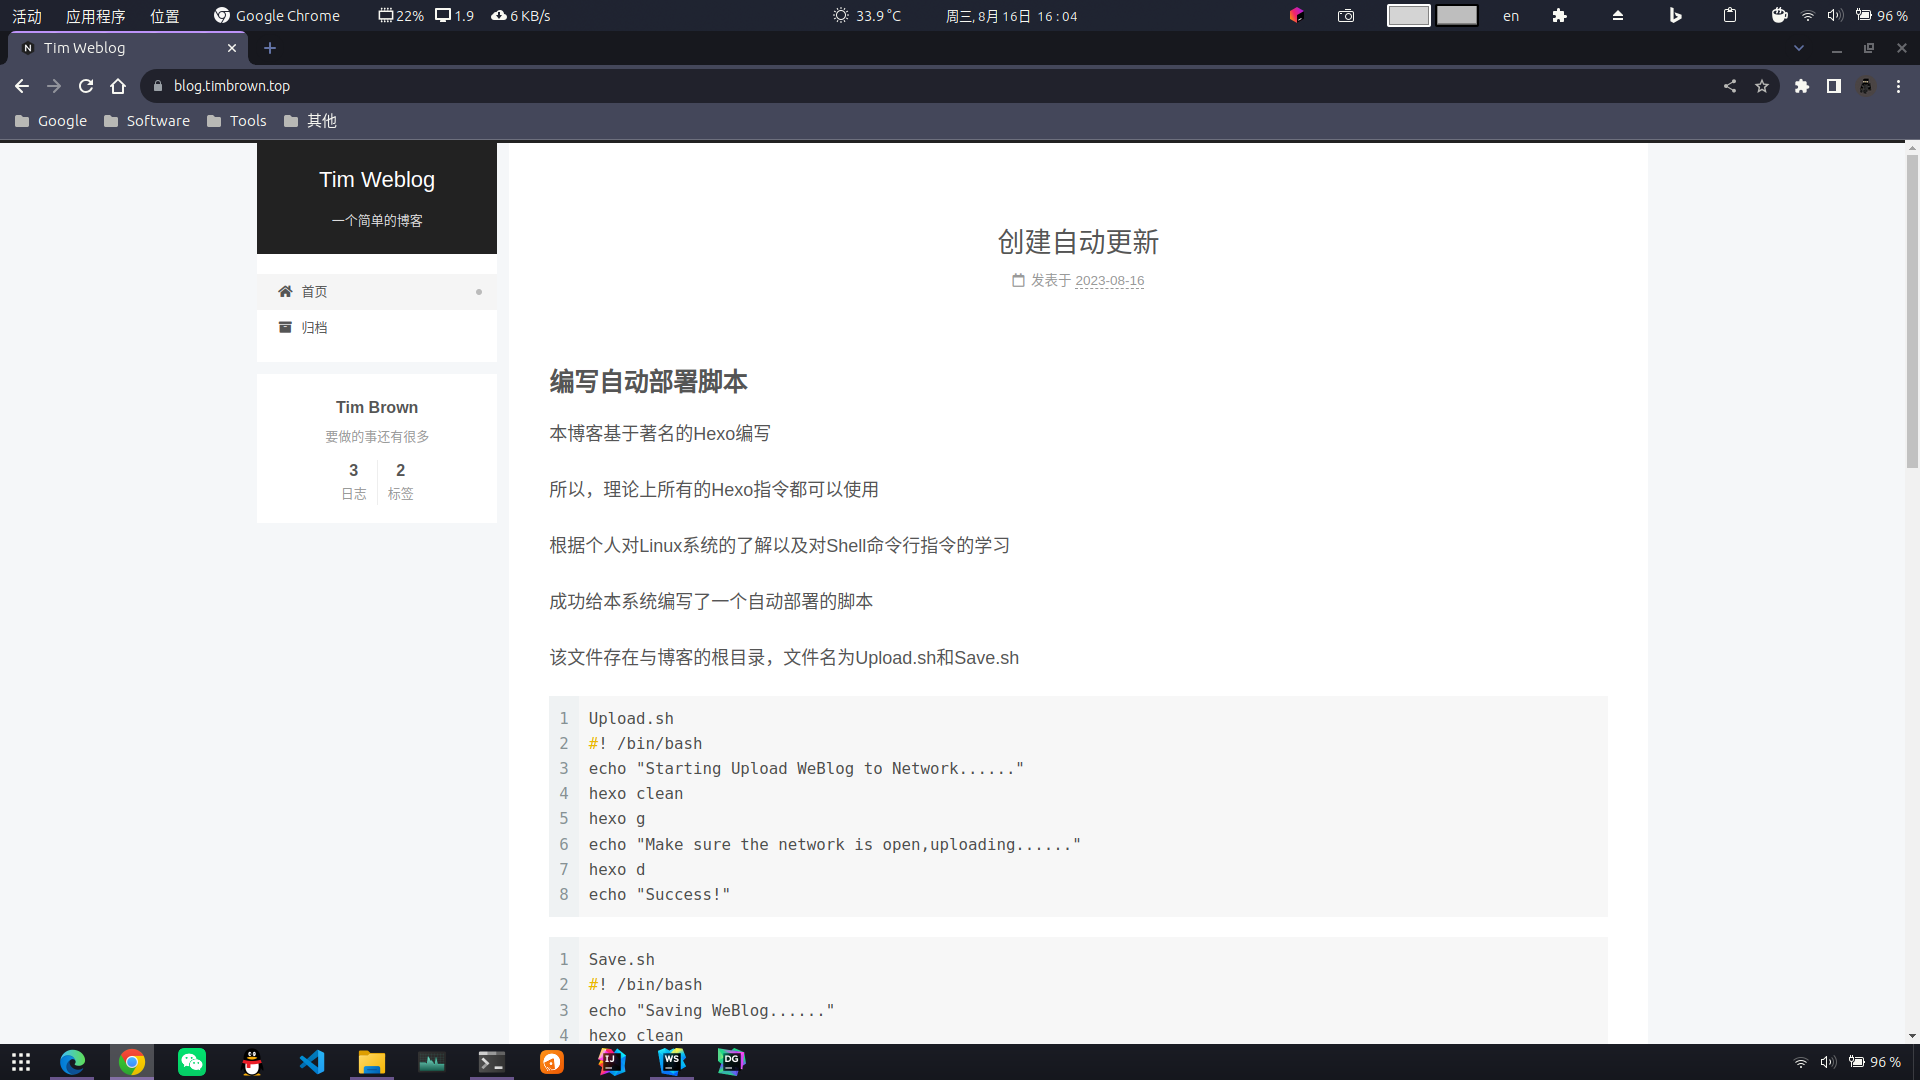 活动 应用程序 位置 Google Chrome 22% 1.9 6 KB/s 33.9 °C 周三, 8月 16日 16 : 04 en 96 %
Tim Weblog
blog.timbrown.top
Google Software Tools 其他
Tim Weblog
一个简单的博客
首页
归档
Tim Brown
要做的事还有很多
3 2
日志 标签
创建自动更新
发表于 2023-08-16
编写自动部署脚本
本博客基于著名的Hexo编写
所以，理论上所有的Hexo指令都可以使用
根据个人对Linux系统的了解以及对Shell命令行指令的学习
成功给本系统编写了一个自动部署的脚本
该文件存在与博客的根目录，文件名为Upload.sh和Save.sh
1 Upload.sh
2 #! /bin/bash
3 echo "Starting Upload WeBlog to Network......"
4 hexo clean
5 hexo g
6 echo "Make sure the network is open,uploading......"
7 hexo d
8 echo "Success!"
1 Save.sh
2 #! /bin/bash
3 echo "Saving WeBlog......"
4 hexo clean
IJ WS DG 96 %